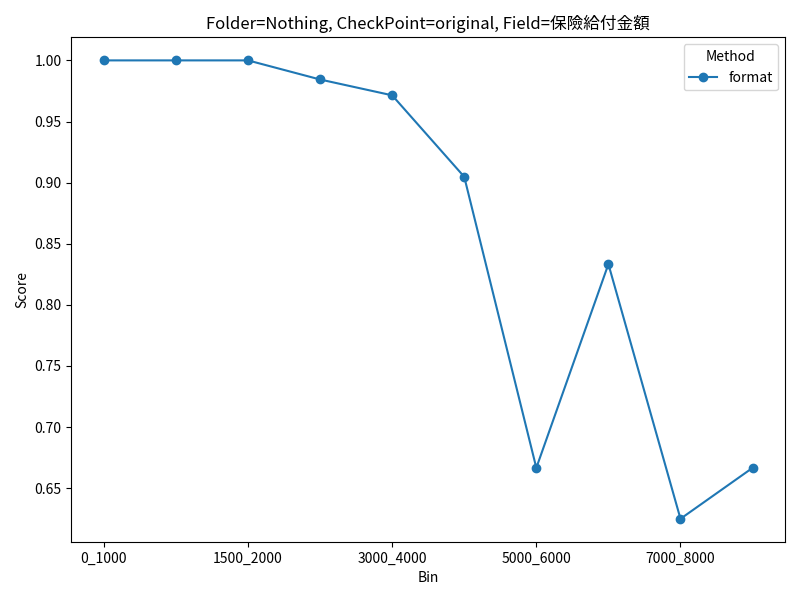 Folder=Nothing, CheckPoint=original, Field=保險給付金額
Method
format
1.00
0.95
0.90
0.85
0.80
0.75
0.70
0.65
Score
0_1000
1500_2000
3000_4000
5000_6000
7000_8000
Bin